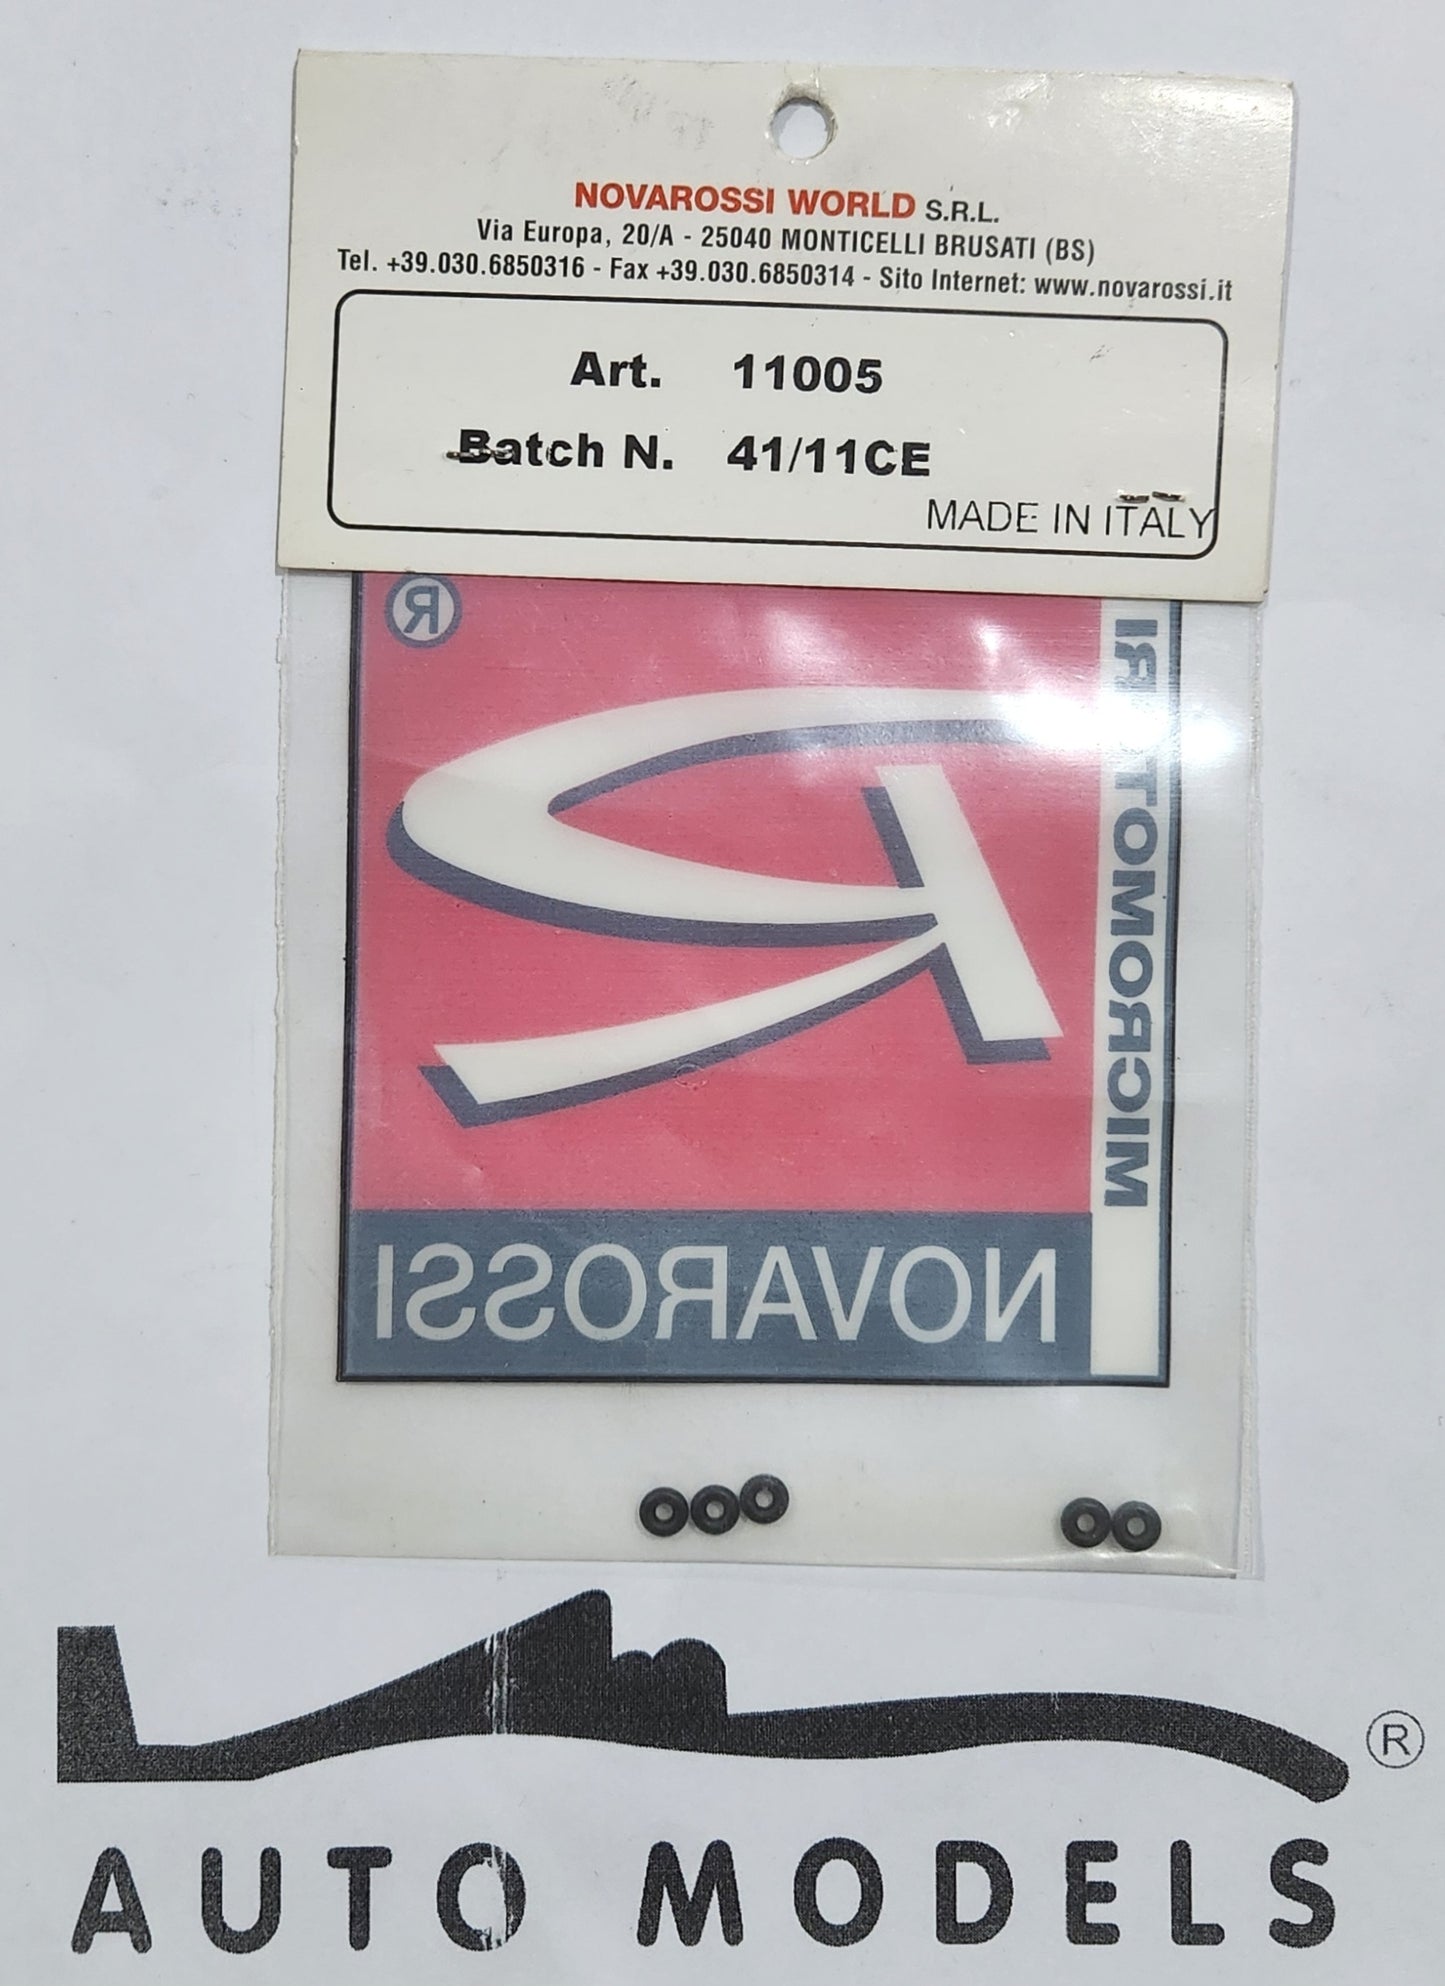 NOVAROSSI WORLD S.R.L.
Via Europa, 20/A - 25040 MONTICELLI BRUSATI (BS)
Tel. +39.030.6850316 - Fax +39.030.6850314 - Sito Internet: www.novarossi.it
Art. 11005
Batch N. 41/11CE
MADE IN ITALY
®
MICROMOTORI
NOVAROSSI
®
AUTO MODELS